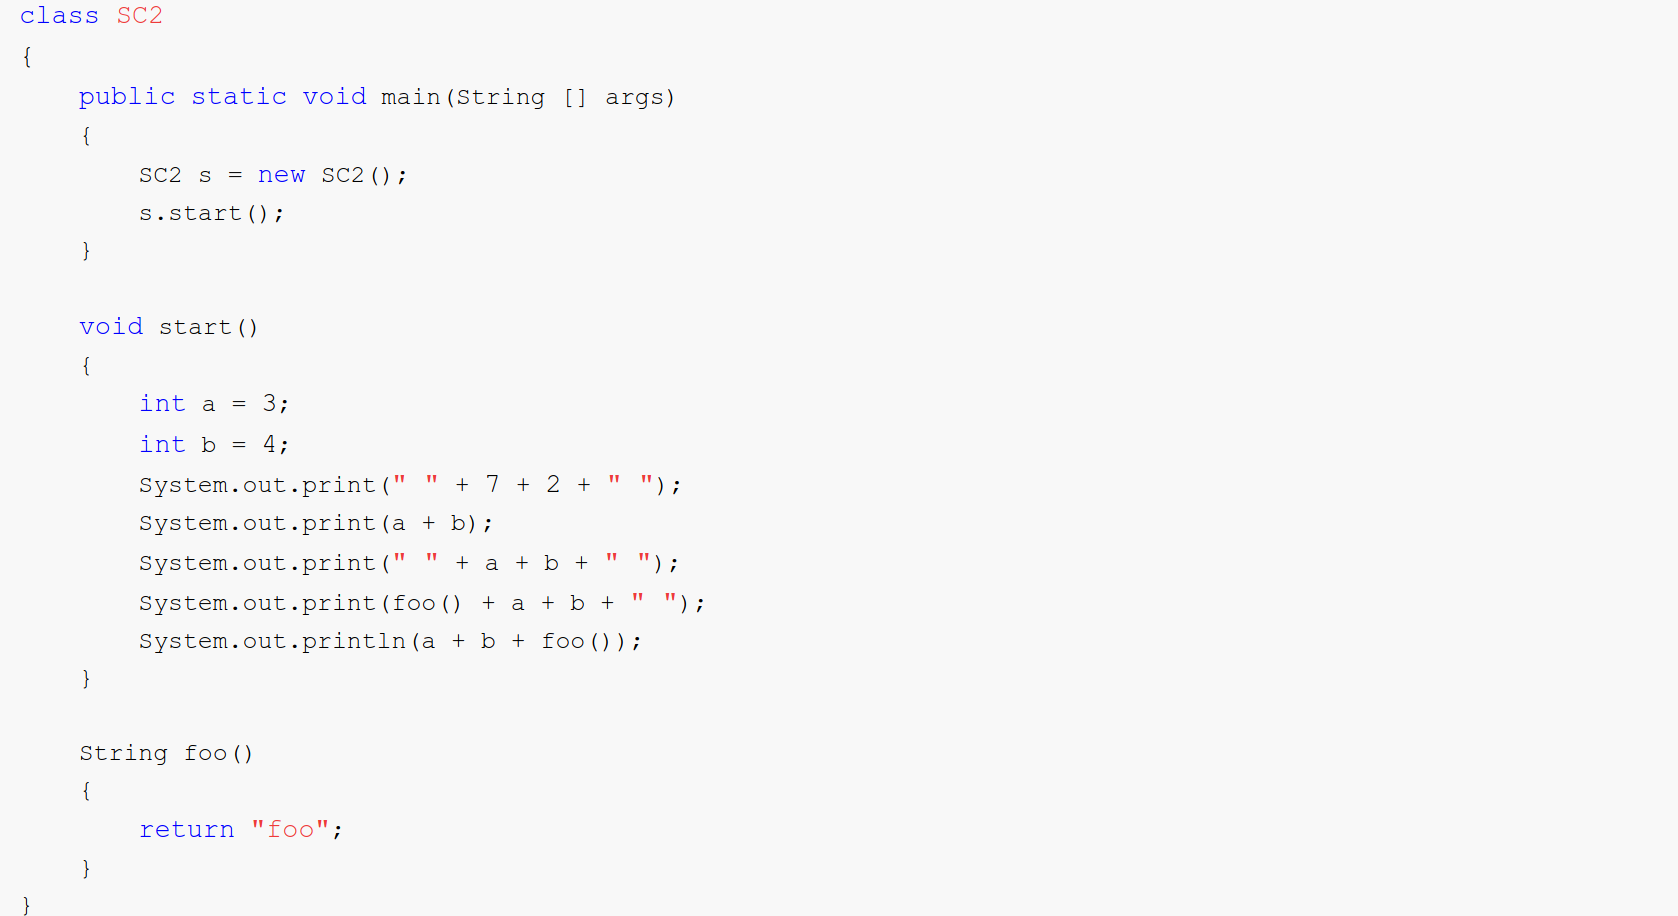 class SC2
{
    public static void main(String [] args)
    {
        SC2 s = new SC2();
        s.start();
    }

    void start()
    {
        int a = 3;
        int b = 4;
        System.out.print(" " + 7 + 2 + " ");
        System.out.print(a + b);
        System.out.print(" " + a + b + " ");
        System.out.print(foo() + a + b + " ");
        System.out.println(a + b + foo());
    }

    String foo()
    {
        return "foo";
    }
}